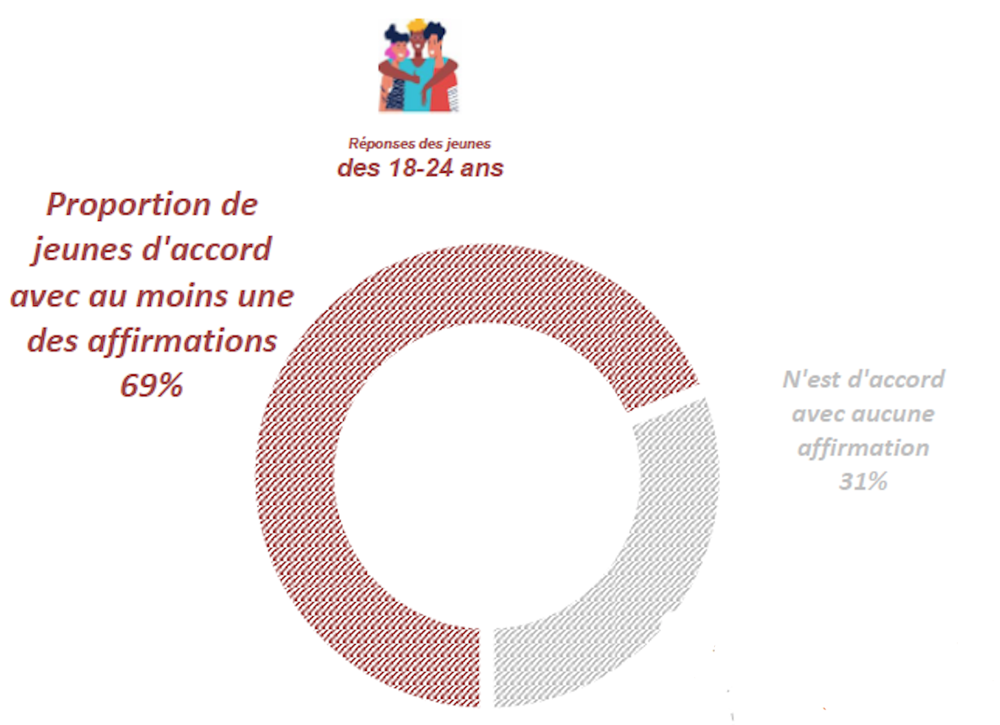 Réponses des jeunes
des 18-24 ans
Proportion de
jeunes d'accord
avec au moins une
des affirmations
69%
N'est d'accord
avec aucune
affirmation
31%